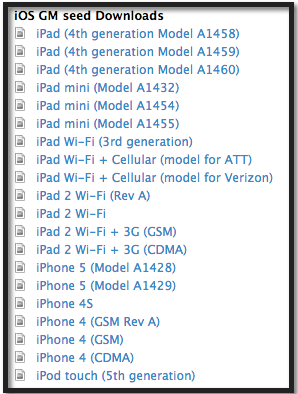 iOS GM seed Downloads
iPad (4th generation Model A1458)
iPad (4th generation Model A1459)
iPad (4th generation Model A1460)
iPad mini (Model A1432)
iPad mini (Model A1454)
iPad mini (Model A1455)
iPad Wi-Fi (3rd generation)
iPad Wi-Fi + Cellular (model for ATT)
iPad Wi-Fi + Cellular (model for Verizon)
iPad 2 Wi-Fi (Rev A)
iPad 2 Wi-Fi
iPad 2 Wi-Fi + 3G (GSM)
iPad 2 Wi-Fi + 3G (CDMA)
iPhone 5 (Model A1428)
iPhone 5 (Model A1429)
iPhone 4S
iPhone 4 (GSM Rev A)
iPhone 4 (GSM)
iPhone 4 (CDMA)
iPod touch (5th generation)